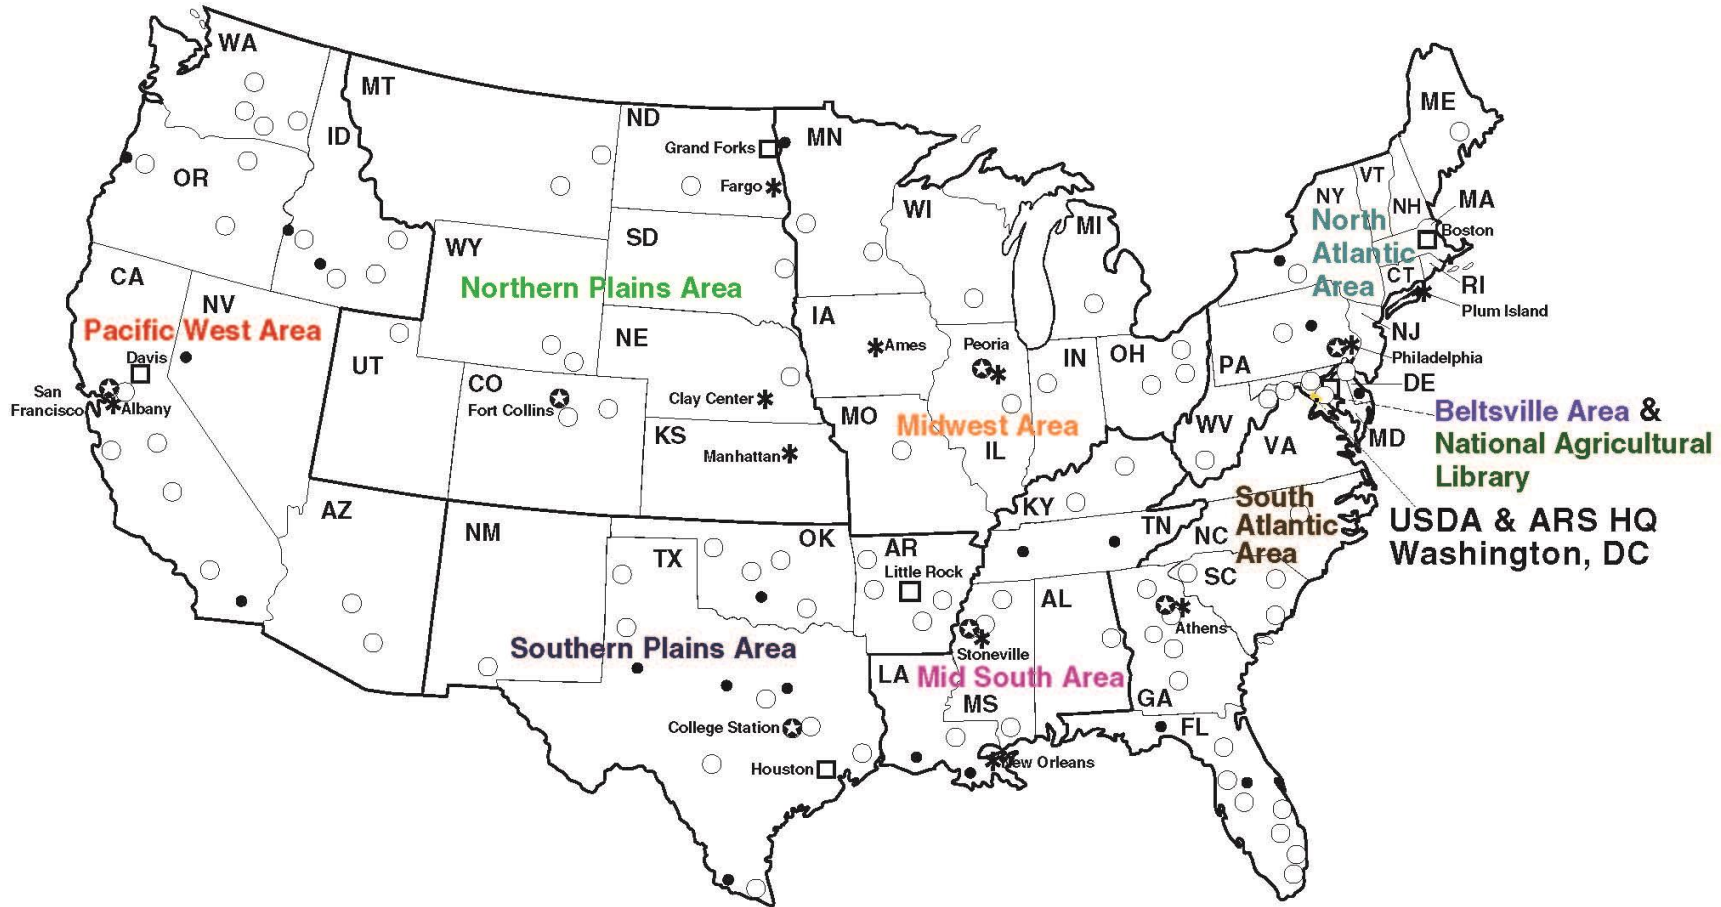 WA
MT
ND
MN
ME
ID
Grand Forks
OR
Fargo
VT
NY
NH
MA
WI
MI
North
Atlantic
Area
Boston
WY
SD
CA
Northern Plains Area
CT
RI
Plum Island
NV
IA
Pacific West Area
NE
Ames
Peoria
IN
OH
NJ
Philadelphia
Davis
UT
PA
San
Francisco
Albany
CO
Fort Collins
Clay Center
DE
MO
Midwest Area
WV
MD
Beltsville Area &
National Agricultural
Library
KS
Manhattan
IL
VA
AZ
NM
KY
South
Atlantic
Area
USDA & ARS HQ
Washington, DC
TX
OK
AR
Little Rock
TN
NC
SC
AL
Athens
Southern Plains Area
Stoneville
LA
Mid South Area
MS
GA
FL
College Station
Houston
New Orleans